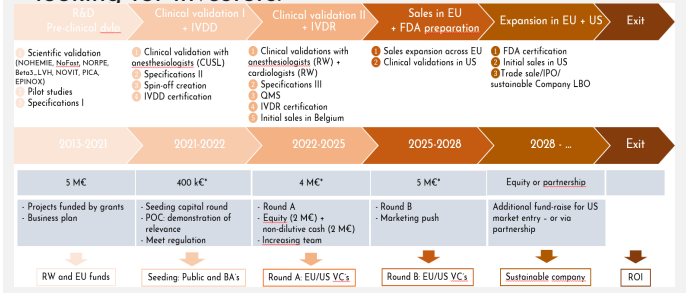 looking for investors:
R&D
Pre-clinical dvlp
Clinical validation I
+ IVDD
Clinical validation II
+ IVDR
Sales in EU
+ FDA preparation
Expansion in EU + US
Exit
1 Scientific validation
(NOHEMIE, NoFast, NORPE,
Beta3_LVH, NOVIT, PICA,
EPINOX)
2 Pilot studies
3 Specifications I
1 Clinical validation with
anesthesiologists (CUSL)
2 Specifications II
3 Spin-off creation
4 IVDD certification
1 Clinical validations with
anesthesiologists (RW) +
cardiologists (RW)
2 Specifications III
3 QMS
4 IVDR certification
5 Initial sales in Belgium
1 Sales expansion across EU
2 Clinical validations in US
1 FDA certification
2 Initial sales in US
3 Trade sale/IPO/
sustainable Company LBO
2013-2021
2021-2022
2022-2025
2025-2028
2028 - ...
Exit
5 M€
400 k€*
4 M€*
5 M€*
Equity or partnership
- Projects funded by grants
- Business plan
- Seeding capital round
- POC: demonstration of
relevance
- Meet regulation
- Round A
- Equity (2 M€) +
non-dilutive cash (2 M€)
- Increasing team
- Round B
- Marketing push
Additional fund-raise for US
market entry - or via
partnership
RW and EU funds
Seeding: Public and BA's
Round A: EU/US VC's
Round B: EU/US VC's
Sustainable company
ROI